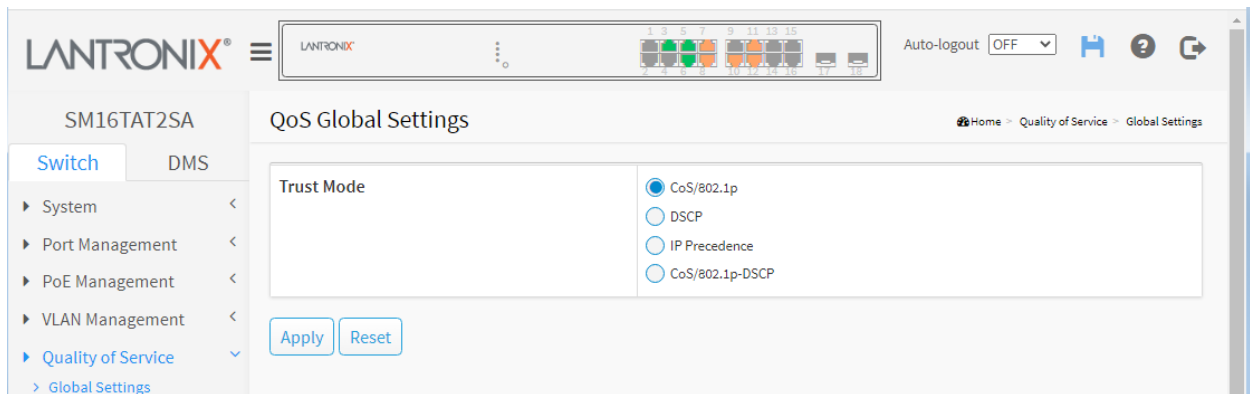 LANTRONIX®
LANTRONIX
1 3 5 7 9 11 13 15
2 4 6 8 10 12 14 16 17 18
Auto-logout OFF
SM16TAT2SA
QoS Global Settings
Home > Quality of Service > Global Settings
Switch DMS
Trust Mode
CoS/802.1p
DSCP
IP Precedence
CoS/802.1p-DSCP
System
Port Management
PoE Management
VLAN Management
Quality of Service
Global Settings
Apply Reset